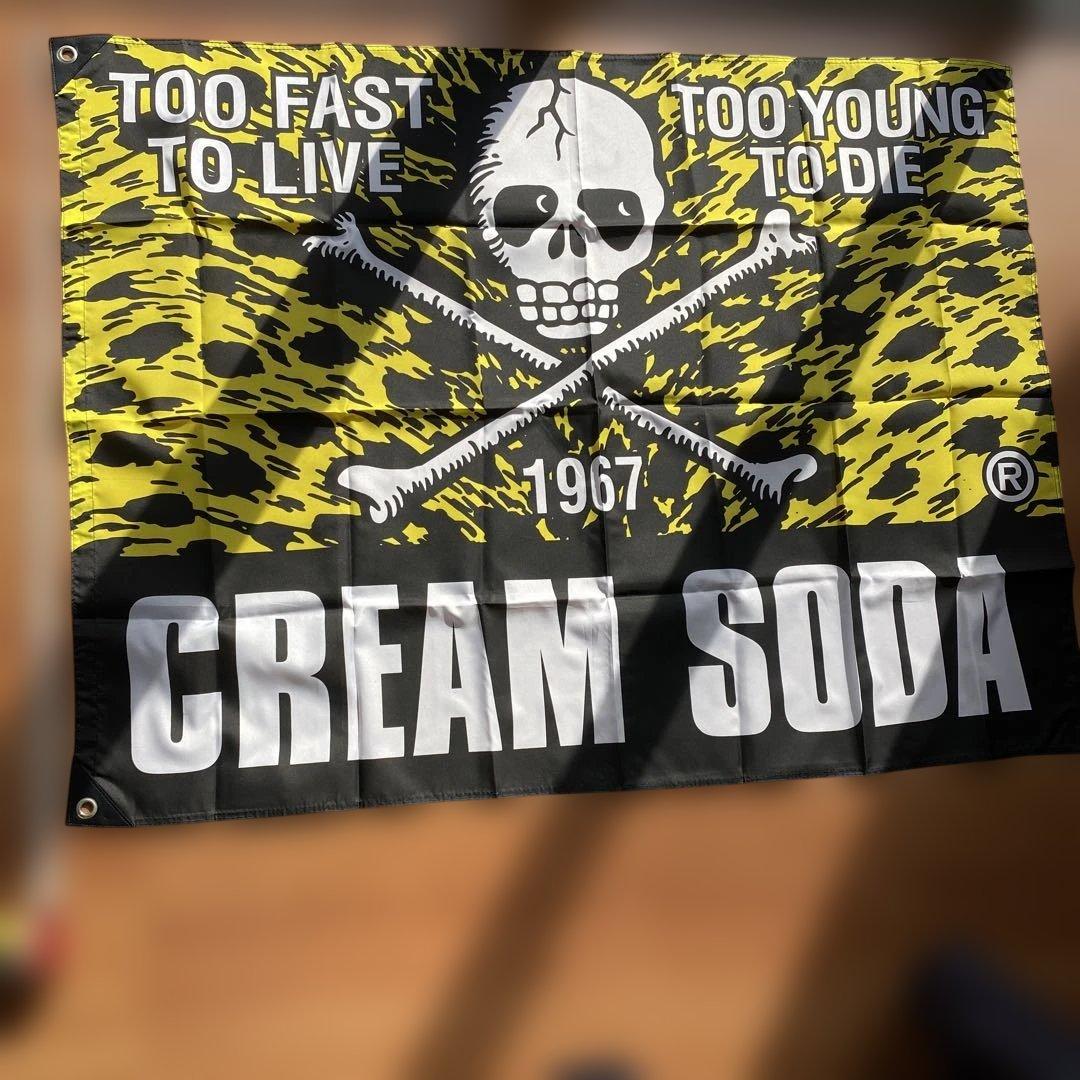 TOO FAST
TO LIVE
TOO YOUNG
TO DIE
1967
®
CREAM SODA